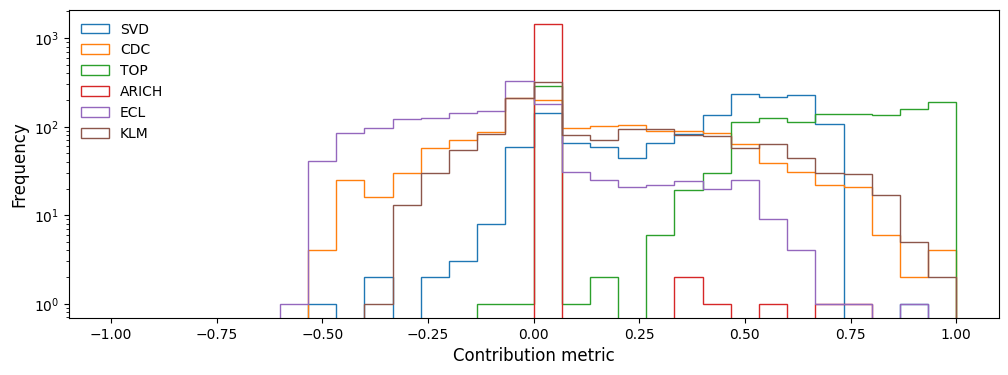 10³
10²
10¹
10⁰
Frequency
SVD
CDC
TOP
ARICH
ECL
KLM
−1.00 −0.75 −0.50 −0.25 0.00 0.25 0.50 0.75 1.00
Contribution metric